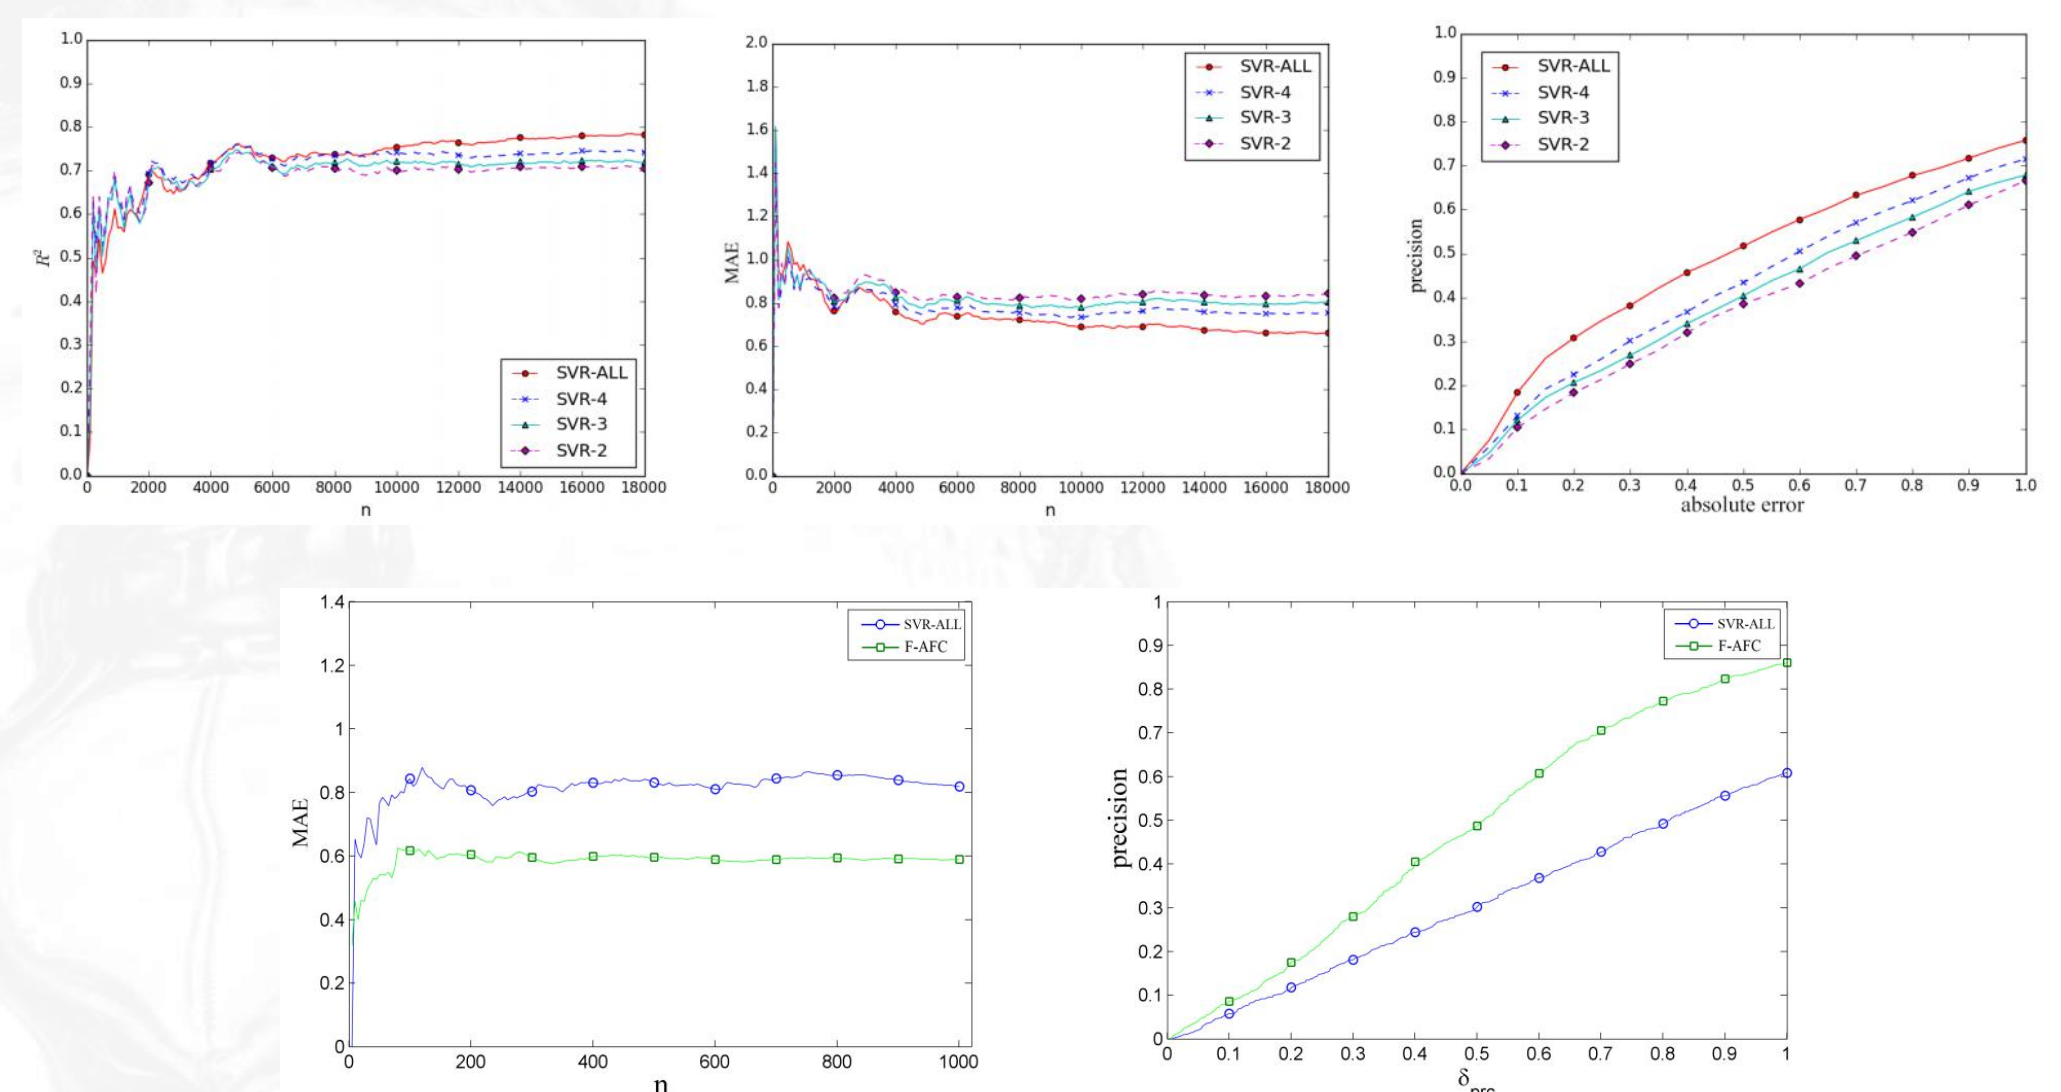 1.0
0.9
0.8
0.7
0.6
0.5
0.4
0.3
0.2
0.1
0.0
R²
SVR-ALL
SVR-4
SVR-3
SVR-2
0 2000 4000 6000 8000 10000 12000 14000 16000 18000
n
2.0
1.8
1.6
1.4
1.2
1.0
0.8
0.6
0.4
0.2
0.0
MAE
SVR-ALL
SVR-4
SVR-3
SVR-2
0 2000 4000 6000 8000 10000 12000 14000 16000 18000
n
1.0
0.9
0.8
0.7
0.6
0.5
0.4
0.3
0.2
0.1
0.0
precision
SVR-ALL
SVR-4
SVR-3
SVR-2
0.0 0.1 0.2 0.3 0.4 0.5 0.6 0.7 0.8 0.9 1.0
absolute error
1.4
1.2
1
0.8
0.6
0.4
0.2
0
MAE
SVR-ALL
F-AFC
0 200 400 600 800 1000
n
1
0.9
0.8
0.7
0.6
0.5
0.4
0.3
0.2
0.1
0
precision
SVR-ALL
F-AFC
0 0.1 0.2 0.3 0.4 0.5 0.6 0.7 0.8 0.9 1
δprc